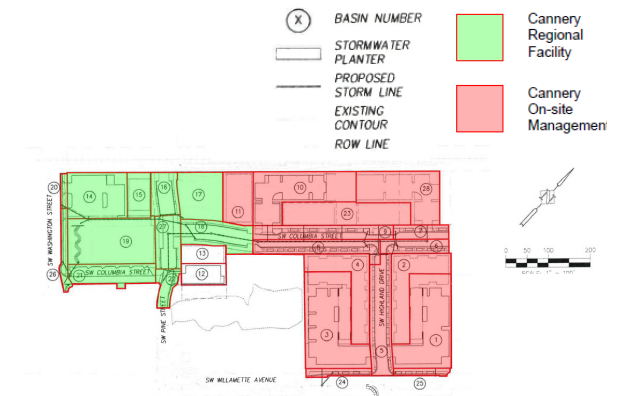 X
BASIN NUMBER
STORMWATER
PLANTER
PROPOSED
STORM LINE
EXISTING
CONTOUR
ROW LINE
Cannery
Regional
Facility
Cannery
On-site
Management
20
14
15
16
17
11
10
28
23
SW WASHINGTON STREET
19
27
18
SW COLUMBIA STREET
9
7
8
6
13
12
26
21
SW COLUMBIA STREET
22
SW PINE STREET
4
2
SW HIGHLAND DRIVE
3
1
5
24
25
SW WILLAMETTE AVENUE
0 50 100 200